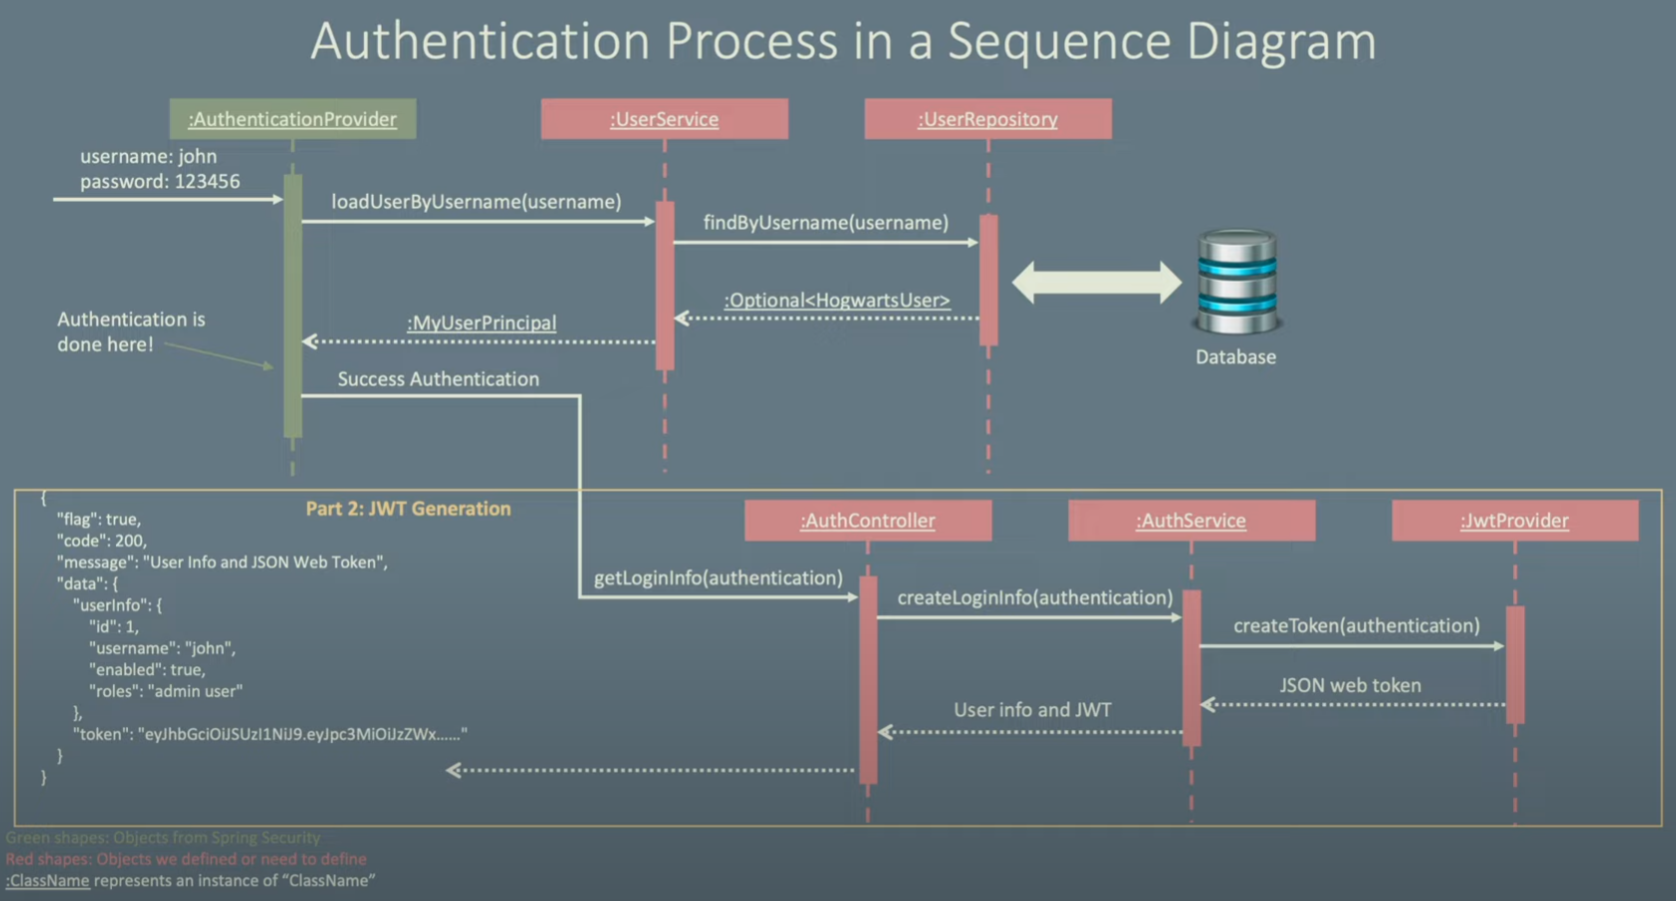 Authentication Process in a Sequence Diagram
:AuthenticationProvider
:UserService
:UserRepository
username: john
password: 123456
loadUserByUsername(username)
findByUsername(username)
:Optional<HogwartsUser>
:MyUserPrincipal
Authentication is
done here!
Database
Success Authentication
Part 2: JWT Generation
:AuthController
:AuthService
:JwtProvider
getLoginInfo(authentication)
createLoginInfo(authentication)
createToken(authentication)
JSON web token
User info and JWT
{
"flag": true,
"code": 200,
"message": "User Info and JSON Web Token",
"data": {
"userInfo": {
"id": 1,
"username": "john",
"enabled": true,
"roles": "admin user"
},
"token": "eyJhbGciOiJSUzI1NiJ9.eyJpc3MiOiJzZWx......"
}
}
Green shapes: Objects from Spring Security
Red shapes: Objects we defined or need to define
:ClassName represents an instance of “ClassName”